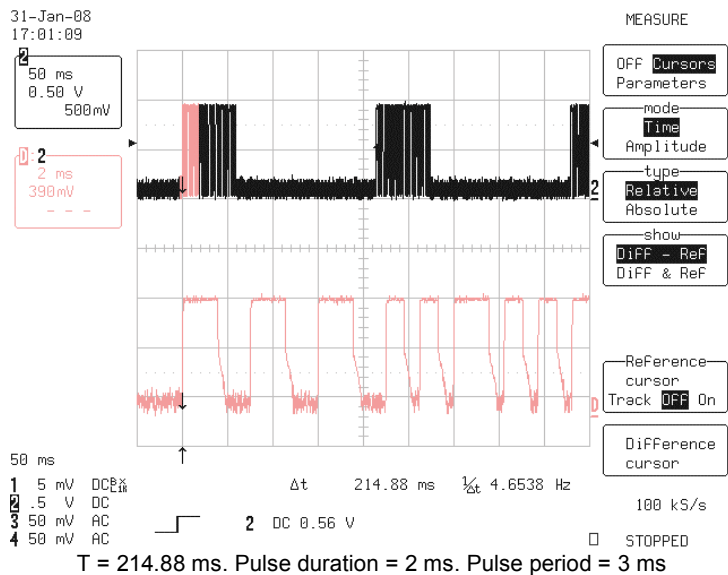 31-Jan-08
17:01:09
2
50 ms
0.50 V
500mV
D:2
2 ms
390mV
- - -
MEASURE
OFF Cursors
Parameters
mode
Time
Amplitude
type
Relative
Absolute
show
Diff - Ref
Diff & Ref
Reference
cursor
Track OFF On
Difference
cursor
2
D
50 ms
1 5 mV DC
2 .5 V DC
3 50 mV AC
4 50 mV AC
Δt 214.88 ms 1/Δt 4.6538 Hz
2 DC 0.56 V
100 kS/s
STOPPED
T = 214.88 ms. Pulse duration = 2 ms. Pulse period = 3 ms